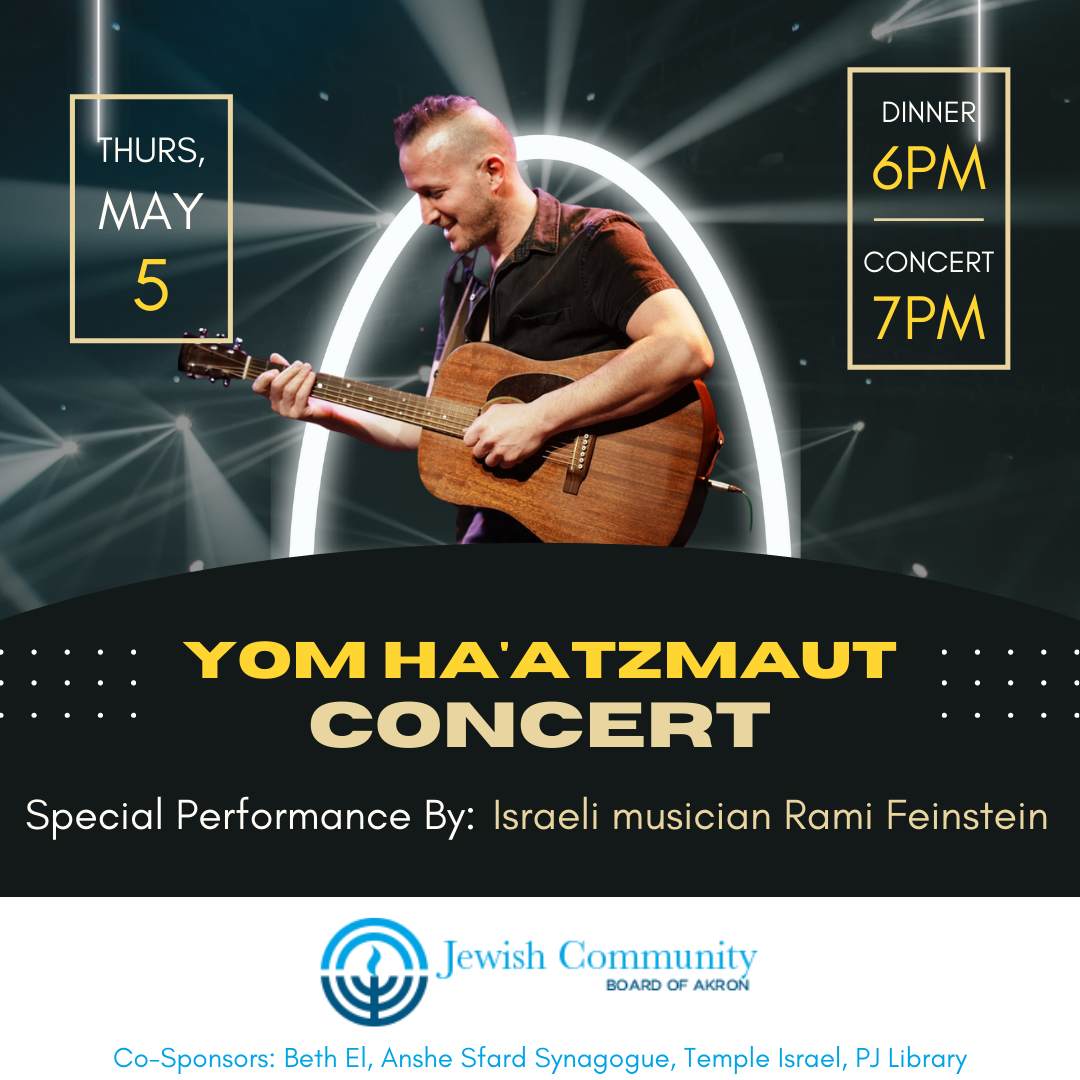 THURS,
MAY
5
DINNER
6PM
CONCERT
7PM
YOM HA'ATZMAUT
CONCERT
Special Performance By: Israeli musician Rami Feinstein
Jewish Community
BOARD OF AKRON
Co-Sponsors: Beth El, Anshe Sfard Synagogue, Temple Israel, PJ Library